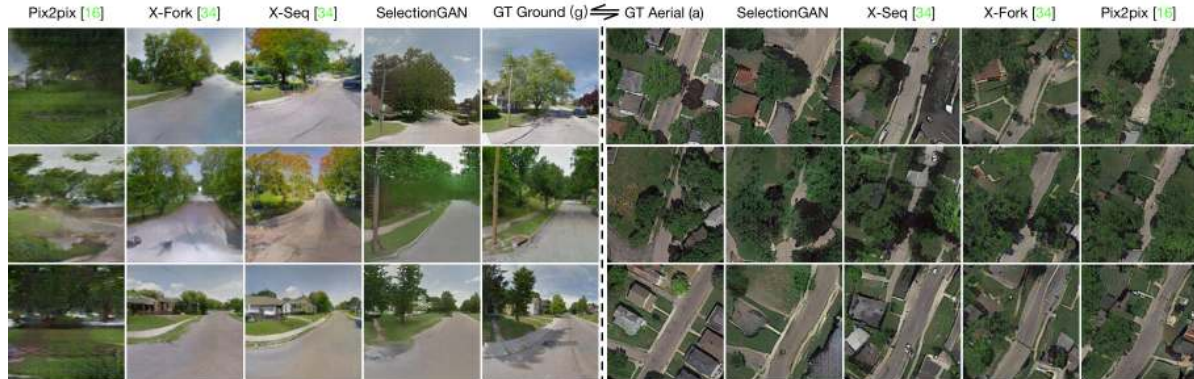 Pix2pix [16] X-Fork [34] X-Seq [34] SelectionGAN GT Ground (g) ⇌ GT Aerial (a) SelectionGAN X-Seq [34] X-Fork [34] Pix2pix [16]